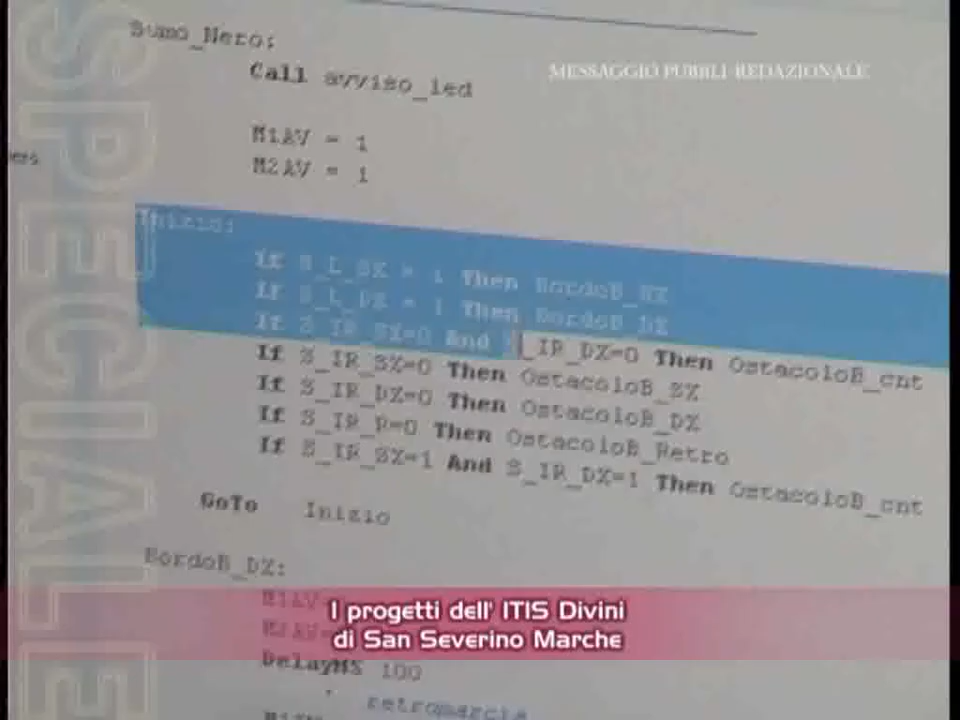 Sumo_Nero:
Call avviso_led
MESSAGGIO PUBBLI-REDAZIONALE
M1AV = 1
M2AV = 1
Inizio:
If S_L_SX = 1 Then BordoB_SX
If S_L_DX = 1 Then BordoB_DX
If S_IR_SX=0 And S_IR_DX=0 Then OstacoloB_cnt
If S_IR_SX=0 Then OstacoloB_SX
If S_IR_DX=0 Then OstacoloB_DX
If S_IR_P=0 Then OstacoloB_Retro
If S_IR_SX=1 And S_IR_DX=1 Then OstacoloB_cnt
GoTo Inizio
BordoB_DX:
I progetti dell' ITIS Divini
di San Severino Marche
DelayMS 100
' retromarcia
SPECIALE